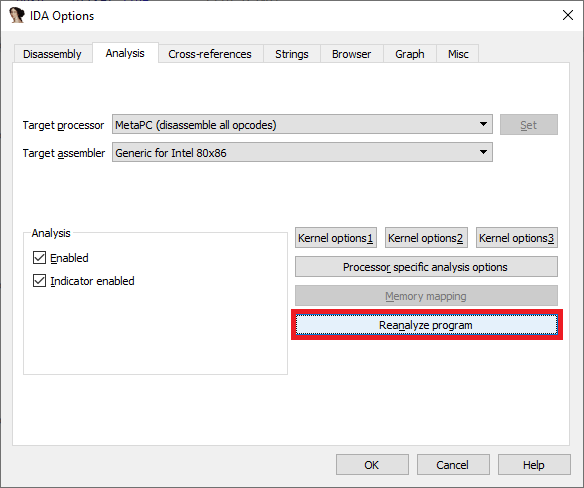 IDA Options
Disassembly Analysis Cross-references Strings Browser Graph Misc
Target processor MetaPC (disassemble all opcodes) Set
Target assembler Generic for Intel 80x86
Analysis
Kernel options1 Kernel options2 Kernel options3
Enabled
Processor specific analysis options
Indicator enabled
Memory mapping
Reanalyze program
OK Cancel Help